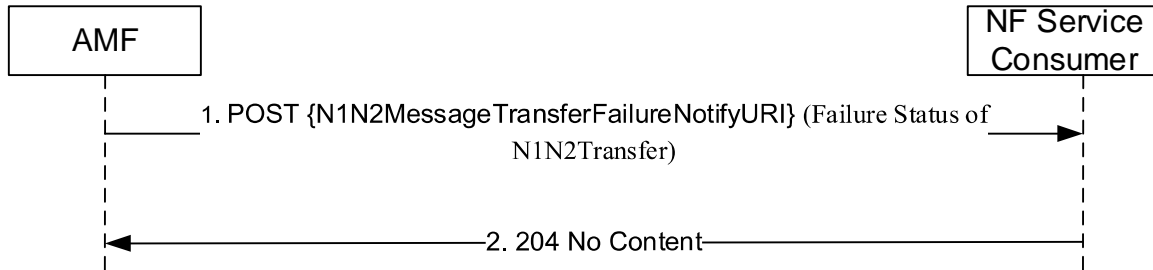 AMF
NF Service
Consumer
1. POST {N1N2MessageTransferFailureNotifyURI} (Failure Status of
N1N2Transfer)
2. 204 No Content